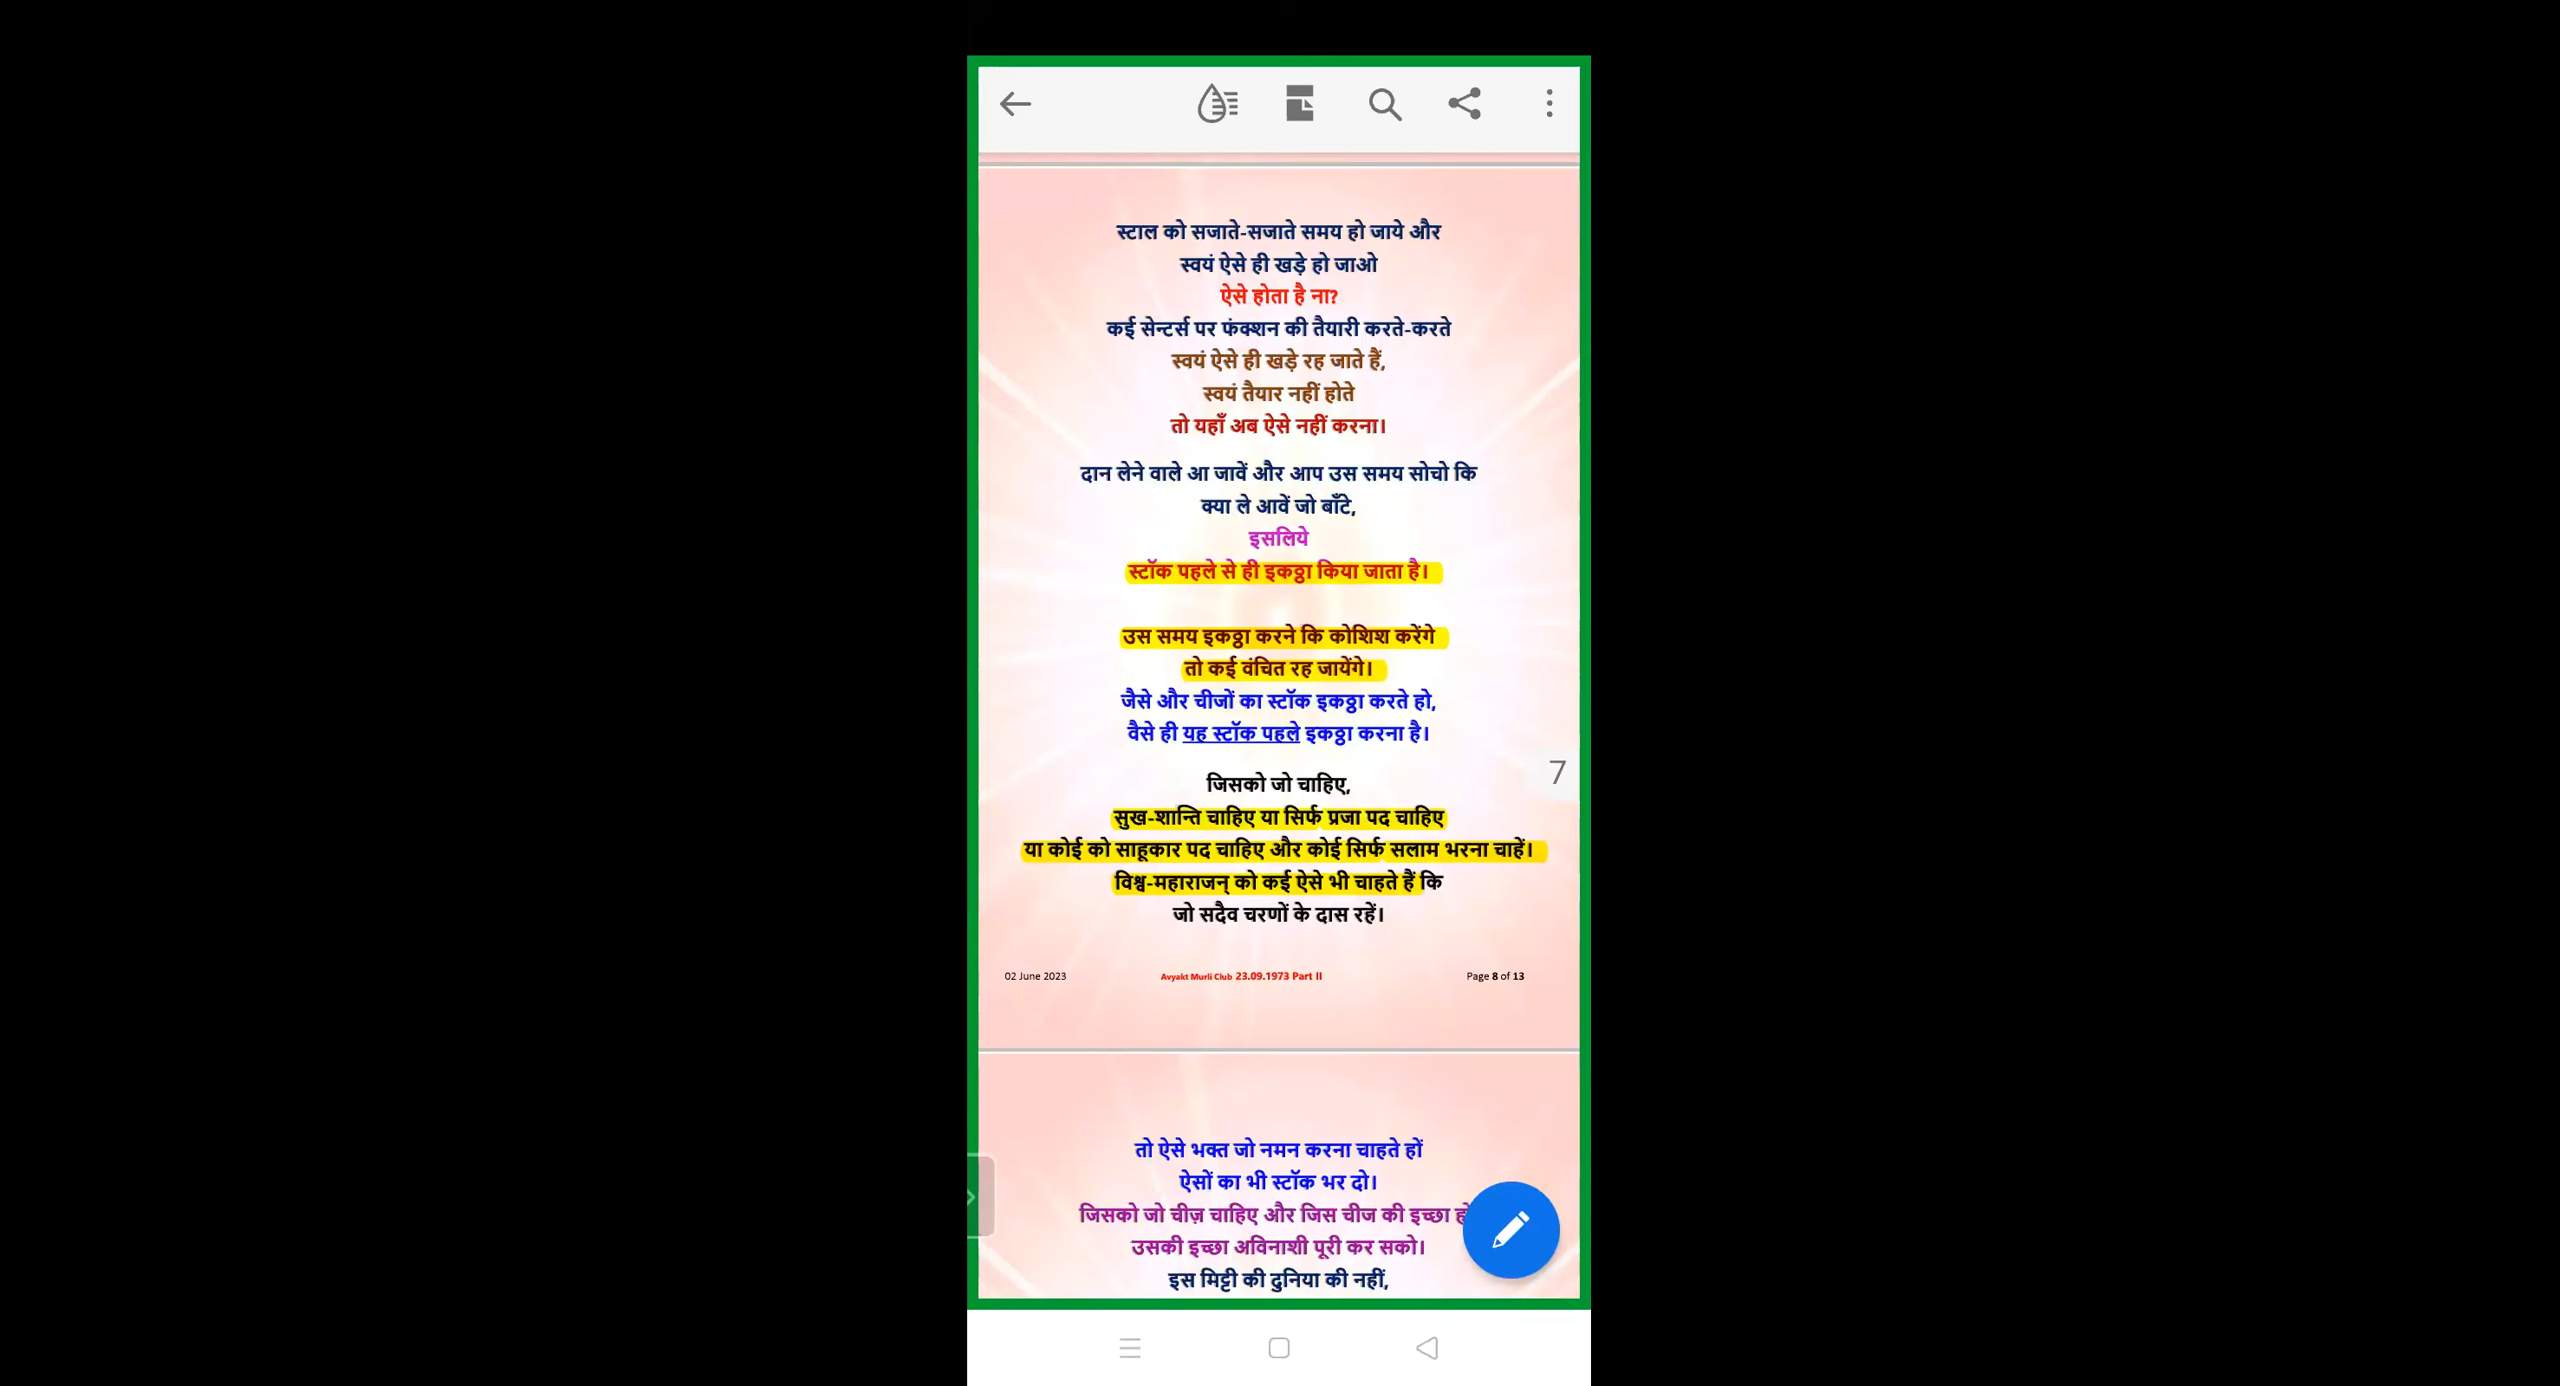 स्टाल को सजाते-सजाते समय हो जाये और
स्वयं ऐसे ही खड़े हो जाओ
ऐसे होता है ना?
कई सेन्टर्स पर फंक्शन की तैयारी करते-करते
स्वयं ऐसे ही खड़े रह जाते हैं,
स्वयं तैयार नहीं होते
तो यहाँ अब ऐसे नहीं करना।
दान लेने वाले आ जावें और आप उस समय सोचो कि
क्या ले आवें जो बाँटे,
इसलिये
स्टॉक पहले से ही इकठ्ठा किया जाता है।
उस समय इकठ्ठा करने कि कोशिश करेंगे
तो कई वंचित रह जायेंगे।
जैसे और चीजों का स्टॉक इकठ्ठा करते हो,
वैसे ही यह स्टॉक पहले इकठ्ठा करना है।
7
जिसको जो चाहिए,
सुख-शान्ति चाहिए या सिर्फ प्रजा पद चाहिए
या कोई को साहूकार पद चाहिए और कोई सिर्फ सलाम भरना चाहें।
विश्व-महाराजन् को कई ऐसे भी चाहते हैं कि
जो सदैव चरणों के दास रहें।
02 June 2023 Avyakt Murli Club 23.09.1973 Part II Page 8 of 13
तो ऐसे भक्त जो नमन करना चाहते हों
ऐसों का भी स्टॉक भर दो।
जिसको जो चीज़ चाहिए और जिस चीज की इच्छा
उसकी इच्छा अविनाशी पूरी कर सको।
इस मिट्टी की दुनिया की नहीं,